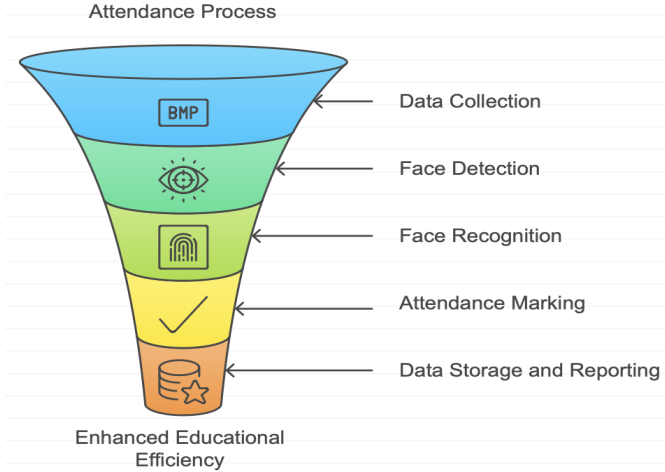 Attendance Process
BMP
Data Collection
Face Detection
Face Recognition
Attendance Marking
Data Storage and Reporting
Enhanced Educational
Efficiency